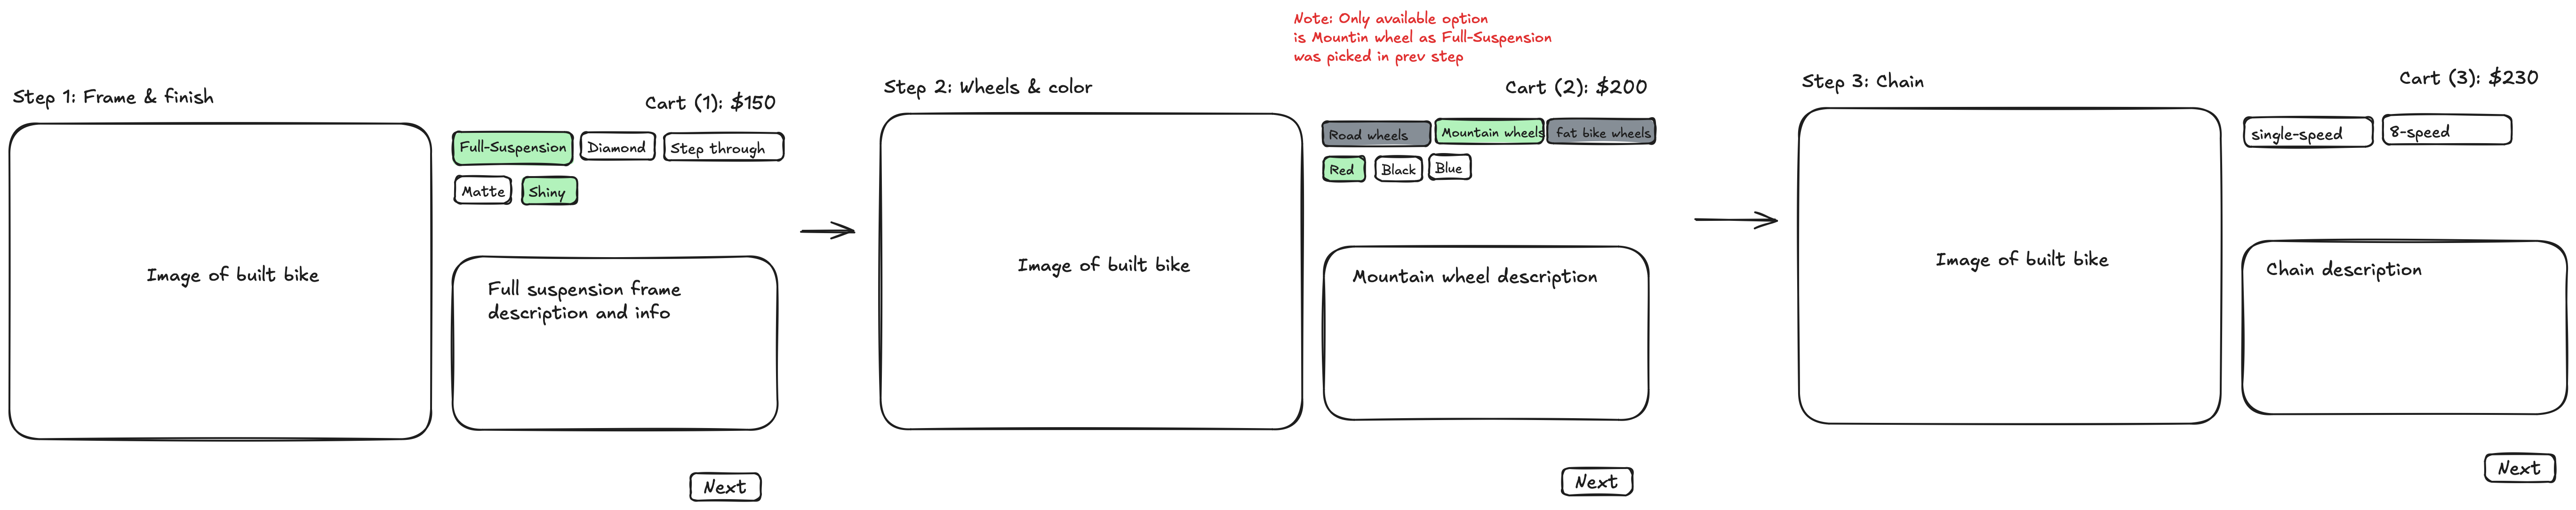 Note: Only available option
is Mountin wheel as Full-Suspension
was picked in prev step
Step 1: Frame & finish
Cart (1): $150
Full-Suspension
Diamond
Step through
Matte
Shiny
Image of built bike
Full suspension frame
description and info
Next
Step 2: Wheels & color
Cart (2): $200
Road wheels
Mountain wheels
fat bike wheels
Red
Black
Blue
Image of built bike
Mountain wheel description
Next
Step 3: Chain
Cart (3): $230
single-speed
8-speed
Image of built bike
Chain description
Next